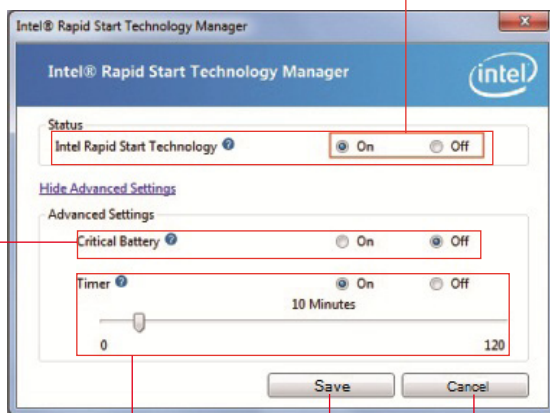 Intel® Rapid Start Technology Manager
Intel® Rapid Start Technology Manager
(intel)
Status
Intel Rapid Start Technology ? On Off
Hide Advanced Settings
Advanced Settings
Critical Battery ? On Off
Timer ? On Off
10 Minutes
0 120
Save Cancel